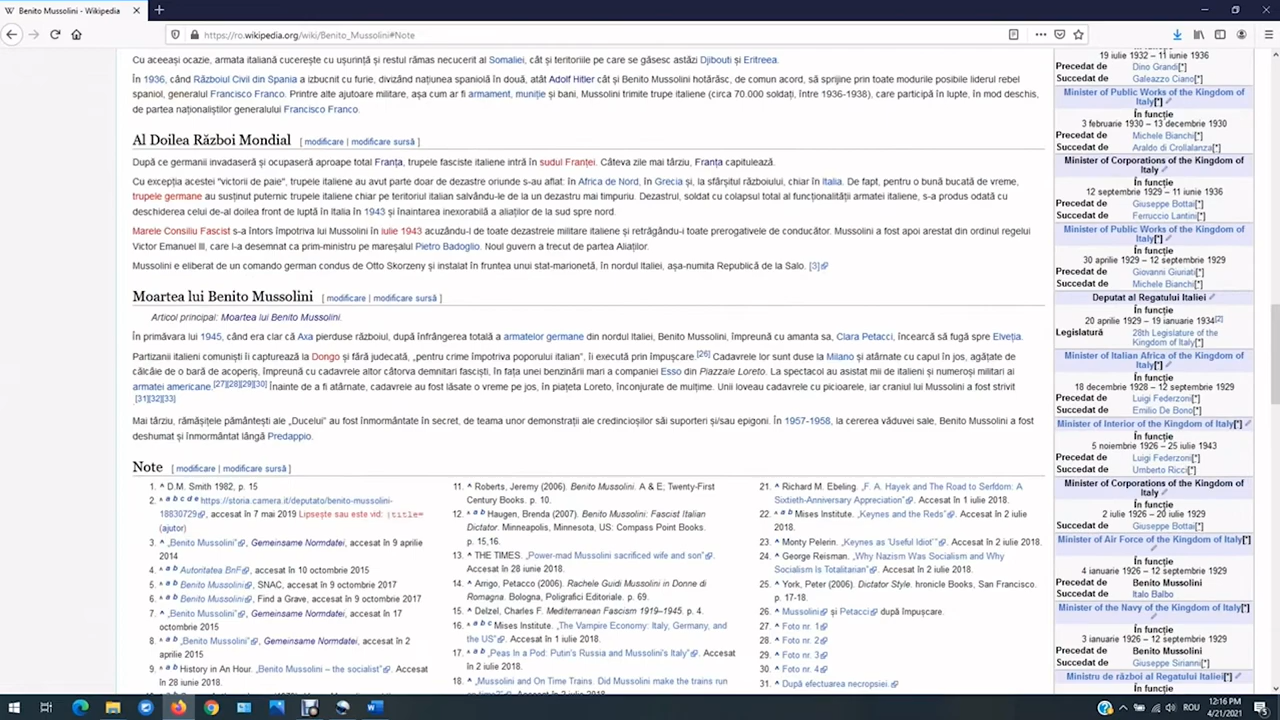 Benito Mussolini - Wikipedia
https://ro.wikipedia.org/wiki/Benito_Mussolini#Note
Cu aceeași ocazie, armata italiană cucerește cu ușurință și restul rămas necucerit al Somaliei, cât și teritoriile pe care se găsesc astăzi Djibouti și Eritreea.
În 1936, când Războiul Civil din Spania a izbucnit cu furie, divizând națiunea spaniolă în două, atât Adolf Hitler cât și Benito Mussolini hotărăsc, de comun acord, să sprijine prin toate modurile posibile liderul rebel
spaniol, generalul Francisco Franco. Printre alte ajutoare militare, așa cum ar fi armament, muniție și bani, Mussolini trimite trupe italiene (circa 70.000 soldați, între 1936-1938), care participă în lupte, în mod deschis,
de partea naționaliștilor generalului Francisco Franco.
Al Doilea Război Mondial [ modificare | modificare sursă ]
După ce germanii invadaseră și ocupaseră aproape total Franța, trupele fasciste italiene intră în sudul Franței. Câteva zile mai târziu, Franța capitulează.
Cu excepția acestei "victorii de paie", trupele italiene au avut parte doar de dezastre oriunde s-au aflat: în Africa de Nord, în Grecia și, la sfârșitul războiului, chiar în Italia. De fapt, pentru o bună bucată de vreme,
trupele germane au susținut puternic trupele italiene chiar pe teritoriul italian salvându-le de la un dezastru mai timpuriu. Dezastrul, soldat cu colapsul total al funcționalității armatei italiene, s-a produs odată cu
deschiderea celui de-al doilea front de luptă în Italia în 1943 și înaintarea inexorabilă a aliaților de la sud spre nord.
Marele Consiliu Fascist s-a întors împotriva lui Mussolini în iulie 1943 acuzându-l de toate dezastrele militare italiene și retrăgându-i toate prerogativele de conducător. Mussolini a fost apoi arestat din ordinul regelui
Victor Emanuel III, care l-a desemnat ca prim-ministru pe mareșalul Pietro Badoglio. Noul guvern a trecut de partea Aliaților.
Mussolini e eliberat de un comando german condus de Otto Skorzeny și instalat în fruntea unui stat-marionetă, în nordul Italiei, așa-numita Republică de la Salo. [3]
Moartea lui Benito Mussolini [ modificare | modificare sursă ]
Articol principal: Moartea lui Benito Mussolini.
În primăvara lui 1945, când era clar că Axa pierduse războiul, după înfrângerea totală a armatelor germane din nordul Italiei, Benito Mussolini, împreună cu amanta sa, Clara Petacci, încearcă să fugă spre Elveția.
Partizanii italieni comuniști îi capturează la Dongo și fără judecată, „pentru crime împotriva poporului italian”, îi execută prin împușcare.[26] Cadavrele lor sunt duse la Milano și atârnate cu capul în jos, agățate de
cârlige de o bară de acoperiș, împreună cu cadavrele altor câtorva demnitari fasciști, în fața unei benzinării mari a companiei Esso din Piazzale Loreto. La spectacol au asistat mii de italieni și numeroși militari ai
armatei americane.[27][28][29][30] Înainte de a fi atârnate, cadavrele au fost lăsate o vreme pe jos, în piațeta Loreto, înconjurate de mulțime. Unii loveau cadavrele cu picioarele, iar craniul lui Mussolini a fost strivit
.[31][32][33]
Mai târziu, rămășițele pământești ale „Ducelui” au fost înmormântate în secret, de teama unor demonstrații ale credincioșilor săi suporteri și/sau epigoni. În 1957-1958, la cererea văduvei sale, Benito Mussolini a fost
deshumat și înmormântat lângă Predappio.
Note [ modificare | modificare sursă ]
1. ^ D.M. Smith 1982, p. 15
2. ^ a b c d e https://storia.camera.it/deputato/benito-mussolini-
18830729, accesat în 7 mai 2019 Lipsește sau este vid: |title=
(ajutor)
3. ^ „Benito Mussolini”, Gemeinsame Normdatei, accesat în 9 aprilie
2014
4. ^ a b Autoritatea BnF, accesat în 10 octombrie 2015
5. ^ a b Benito Mussolini, SNAC, accesat în 9 octombrie 2017
6. ^ a b Benito Mussolini, Find a Grave, accesat în 9 octombrie 2017
7. ^ „Benito Mussolini”, Gemeinsame Normdatei, accesat în 17
octombrie 2015
8. ^ a b „Benito Mussolini”, Gemeinsame Normdatei, accesat în 2
aprilie 2015
9. ^ History in An Hour. „Benito Mussolini – the socialist”. Accesat
în 28 iunie 2018.
11. ^ Roberts, Jeremy (2006). Benito Mussolini. A & E; Twenty-First
Century Books. p. 10.
12. ^ a b Haugen, Brenda (2007). Benito Mussolini: Fascist Italian
Dictator. Minneapolis, Minnesota, US: Compass Point Books.
p. 15,16.
13. ^ THE TIMES. „Power-mad Mussolini sacrificed wife and son”.
Accesat în 28 iunie 2018.
14. ^ Arrigo, Petacco (2006). Rachele Guidi Mussolini in Donne di
Romagna. Bologna, Poligrafici Editoriale. p. 69.
15. ^ Delzel, Charles F. Mediterranean Fascism 1919–1945. p. 4.
16. ^ a b c Mises Institute. „The Vampire Economy: Italy, Germany, and
the US”. Accesat în 1 iulie 2018.
17. ^ „Peas In a Pod: Putin's Russia and Mussolini's Italy”. Accesat
în 2 iulie 2018.
18. ^ „Mussolini and On Time Trains. Did Mussolini make the trains run
21. ^ Richard M. Ebeling. „F. A. Hayek and The Road to Serfdom: A
Sixtieth-Anniversary Appreciation”. Accesat în 1 iulie 2018.
22. ^ a b Mises Institute. „Keynes and the Reds”. Accesat în 2 iulie
2018.
23. ^ Monty Pelerin. „Keynes as 'Useful Idiot'”. Accesat în 2 iulie 2018.
24. ^ George Reisman. „Why Nazism Was Socialism and Why
Socialism Is Totalitarian”. Accesat în 2 iulie 2018.
25. ^ York, Peter (2006). Dictator Style. hronicle Books, San Francisco.
p. 17-18.
26. ^ Mussolini și Petacci după împușcare.
27. ^ Foto nr. 1
28. ^ Foto nr. 2
29. ^ Foto nr. 3
30. ^ Foto nr. 4
31. ^ După efectuarea necropsiei.
19 iulie 1932 – 11 iunie 1936
Precedat de Dino Grandi[*]
Succedat de Galeazzo Ciano[*]
Minister of Public Works of the Kingdom of
Italy[*]
În funcție
3 februarie 1930 – 13 decembrie 1930
Precedat de Michele Bianchi[*]
Succedat de Araldo di Crollalanza[*]
Minister of Corporations of the Kingdom of
Italy
În funcție
12 septembrie 1929 – 11 iunie 1936
Precedat de Giuseppe Bottai[*]
Succedat de Ferruccio Lantini[*]
Minister of Public Works of the Kingdom of
Italy[*]
În funcție
30 aprilie 1929 – 12 septembrie 1929
Precedat de Giovanni Giuriati[*]
Succedat de Michele Bianchi[*]
Deputat al Regatului Italiei
În funcție
20 aprilie 1929 – 19 ianuarie 1934[2]
Legislatură 28th Legislature of the
Kingdom of Italy[*]
Minister of Italian Africa of the Kingdom of
Italy[*]
În funcție
18 decembrie 1928 – 12 septembrie 1929
Precedat de Luigi Federzoni[*]
Succedat de Emilio De Bono[*]
Minister of Interior of the Kingdom of Italy[*]
În funcție
5 noiembrie 1926 – 25 iulie 1943
Precedat de Luigi Federzoni[*]
Succedat de Umberto Ricci[*]
Minister of Corporations of the Kingdom of
Italy
În funcție
2 iulie 1926 – 20 iulie 1929
Succedat de Giuseppe Bottai[*]
Minister of Air Force of the Kingdom of Italy[*]
În funcție
4 ianuarie 1926 – 12 septembrie 1929
Precedat de Benito Mussolini
Succedat de Italo Balbo
Minister of the Navy of the Kingdom of Italy[*]
În funcție
3 ianuarie 1926 – 12 septembrie 1929
Precedat de Benito Mussolini
Succedat de Giuseppe Sirianni[*]
Ministru de război al Regatului Italiei[*]
În funcție
ROU
12:16 PM
4/21/2021
5